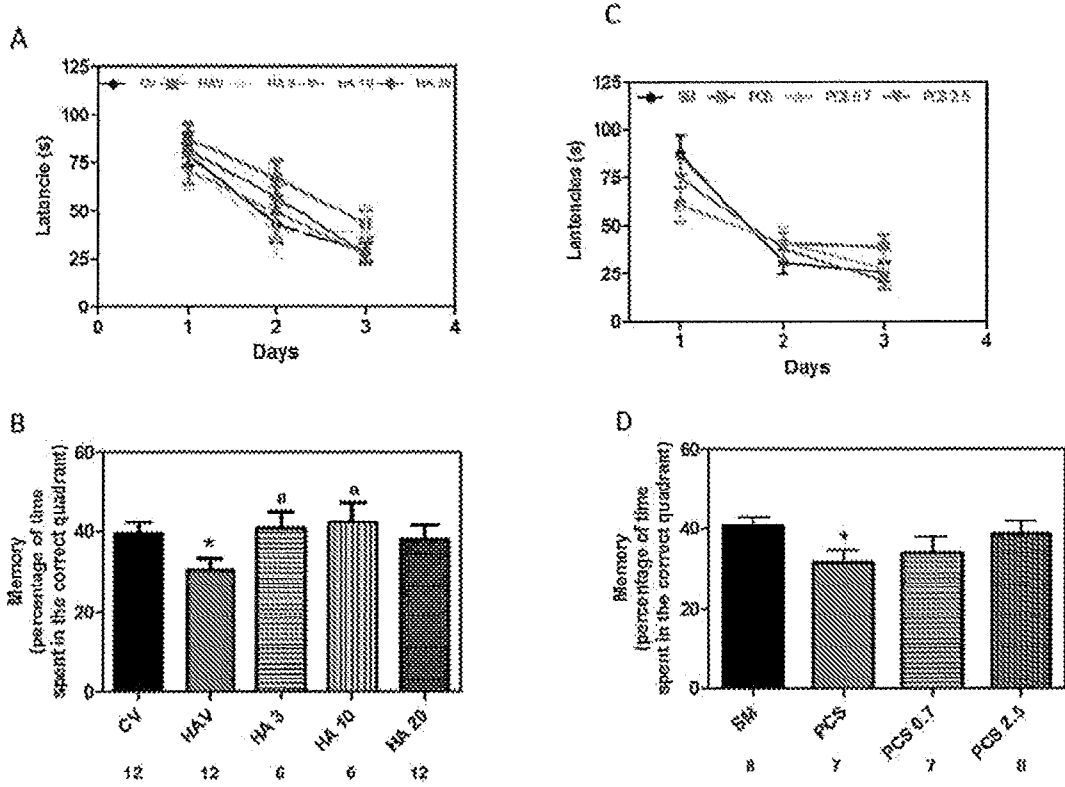 A
125
100
75
50
25
0
Latencie (s)
0 1 2 3 4
Days
C
125
PCS
100
75
50
25
0
Lantencies (s)
1 2 3 4
Days
B
60
40
20
0
Memory
(percentage of time
spent in the correct quadrant)
* a a
CV HAV HA 3 HA 10 HA 20
12 12 6 6 12
D
60
40
20
0
Memory
(percentage of time
spent in the correct quadrant)
*
PCS PCS 0.7 PCS 2.5
8 7 7 8